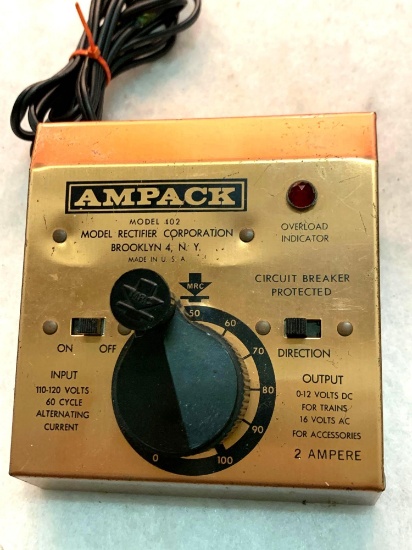 AMPACK
MODEL 402
MODEL RECTIFIER CORPORATION
BROOKLYN 4, N. Y.
MADE IN U. S. A
OVERLOAD
INDICATOR
MRC
CIRCUIT BREAKER
PROTECTED
MRC
ON OFF
DIRECTION
INPUT
110-120 VOLTS
60 CYCLE
ALTERNATING
CURRENT
0
50
60
70
80
90
100
OUTPUT
0-12 VOLTS DC
FOR TRAINS
16 VOLTS AC
FOR ACCESSORIES
2 AMPERE